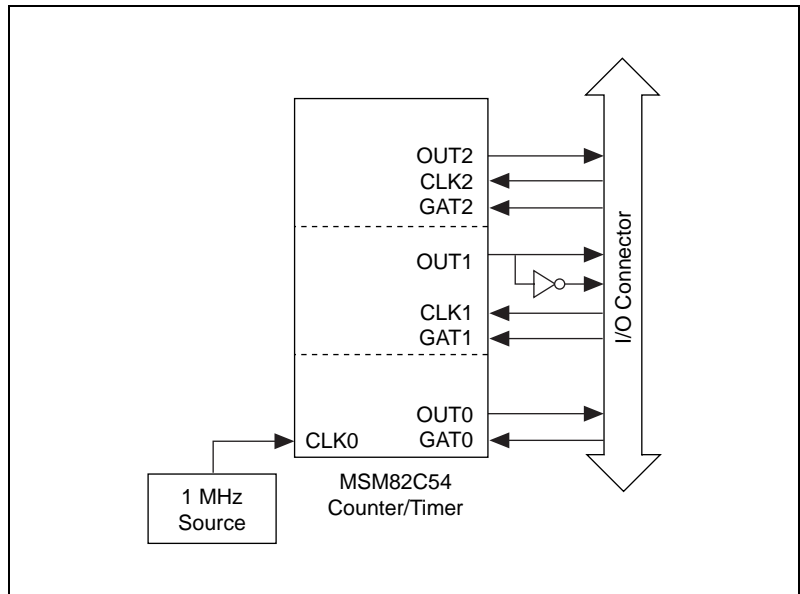 OUT2
CLK2
GAT2
OUT1
CLK1
GAT1
OUT0
CLK0
GAT0
I/O Connector
MSM82C54
Counter/Timer
1 MHz
Source